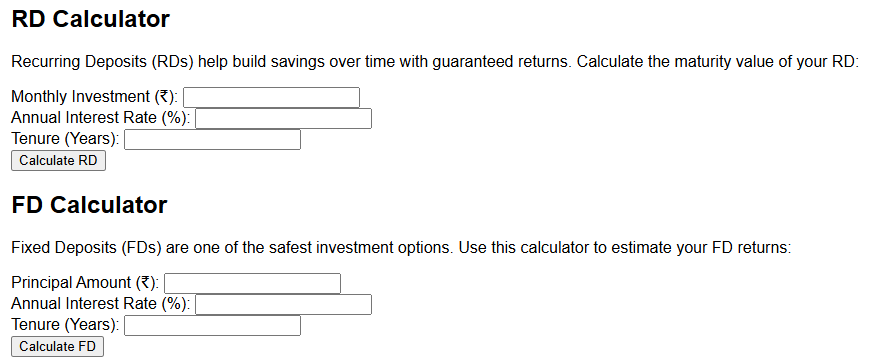 RD Calculator
Recurring Deposits (RDs) help build savings over time with guaranteed returns. Calculate the maturity value of your RD:
Monthly Investment (₹):
Annual Interest Rate (%):
Tenure (Years):
Calculate RD
FD Calculator
Fixed Deposits (FDs) are one of the safest investment options. Use this calculator to estimate your FD returns:
Principal Amount (₹):
Annual Interest Rate (%):
Tenure (Years):
Calculate FD